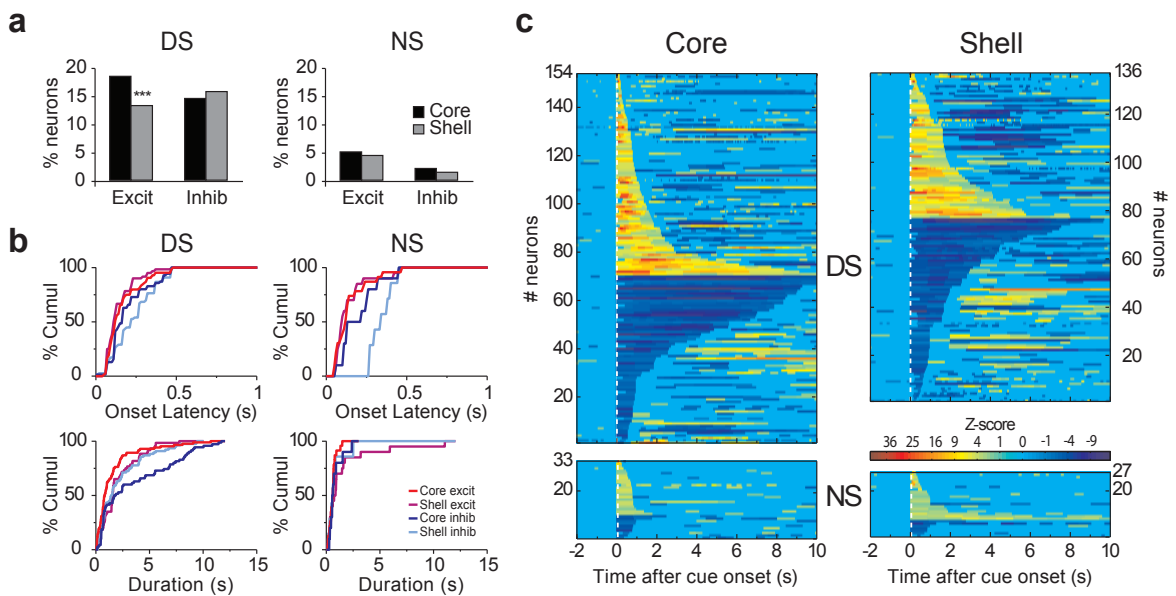 a
DS
NS
% neurons
20
15
10
5
0
***
Excit
Inhib
% neurons
20
15
10
5
0
Core
Shell
Excit
Inhib
b
DS
NS
% Cumul
100
50
0
0
0.5
1
Onset Latency (s)
% Cumul
100
50
0
0
0.5
1
Onset Latency (s)
% Cumul
100
50
0
0
5
10
15
Duration (s)
% Cumul
100
50
0
Core excit
Shell excit
Core inhib
Shell inhib
0
5
10
15
Duration (s)
c
Core
Shell
# neurons
154
140
120
100
80
60
40
20
DS
136
120
100
80
60
40
20
# neurons
Z-score
36 25 16 9 4 1 0 -1 -4 -9
33
20
NS
27
20
-2 0 2 4 6 8 10
Time after cue onset (s)
-2 0 2 4 6 8 10
Time after cue onset (s)